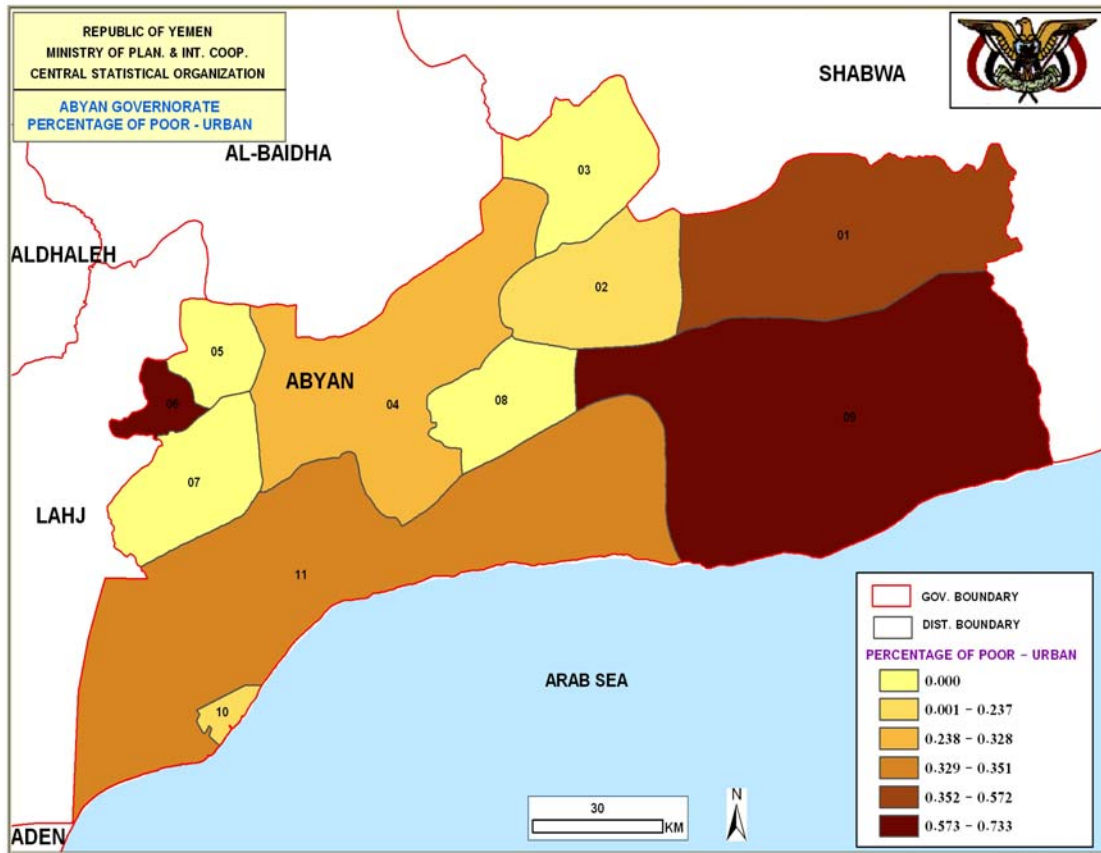 REPUBLIC OF YEMEN
MINISTRY OF PLAN. & INT. COOP.
CENTRAL STATISTICAL ORGANIZATION
ABYAN GOVERNORATE
PERCENTAGE OF POOR - URBAN
SHABWA
AL-BAIDHA
03
01
ALDHALEH
02
05
ABYAN
04
08
06
09
07
LAHJ
11
ARAB SEA
10
ADEN
30
KM
N
GOV. BOUNDARY
DIST. BOUNDARY
PERCENTAGE OF POOR - URBAN
0.000
0.001 - 0.237
0.238 - 0.328
0.329 - 0.351
0.352 - 0.572
0.573 - 0.733